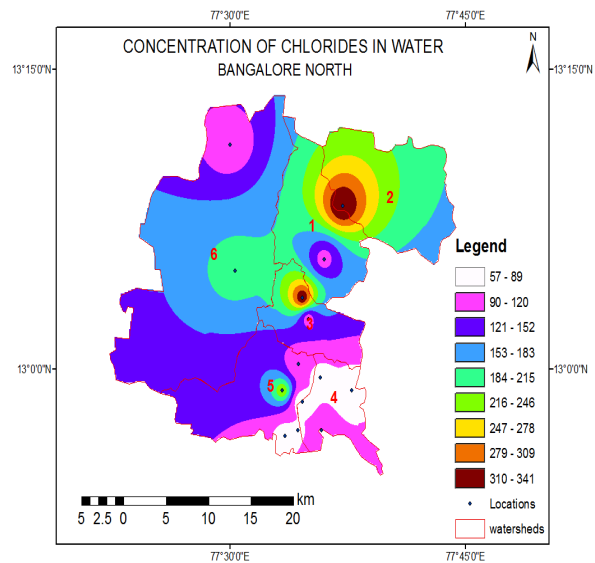 77°30'0"E 77°45'0"E
CONCENTRATION OF CHLORIDES IN WATER
BANGALORE NORTH
N
13°15'0"N 13°15'0"N
2
1
6
3
5
4
13°0'0"N 13°0'0"N
Legend
57 - 89
90 - 120
121 - 152
153 - 183
184 - 215
216 - 246
247 - 278
279 - 309
310 - 341
Locations
watersheds
km
5 2.5 0 5 10 15 20
77°30'0"E 77°45'0"E